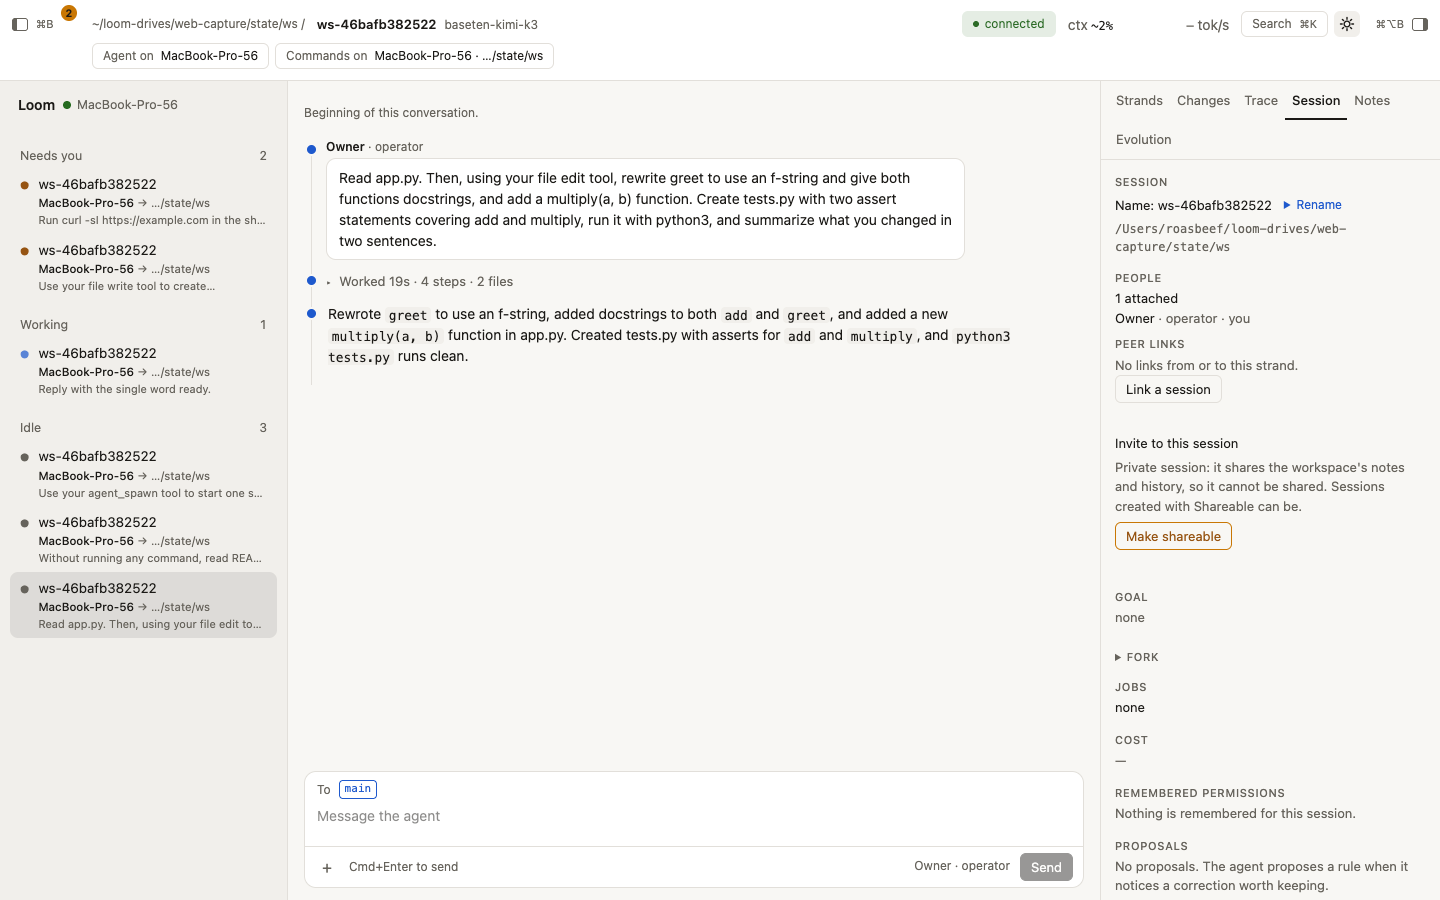 ⌘B
2
~/loom-drives/web-capture/state/ws / ws-46bafb382522 baseten-kimi-k3
connected
ctx ~2%
– tok/s
Search ⌘K
⌘⌥B
Agent on MacBook-Pro-56
Commands on MacBook-Pro-56 · …/state/ws
Loom MacBook-Pro-56
Needs you 2
ws-46bafb382522
MacBook-Pro-56 → …/state/ws
Run curl -sI https://example.com in the sh…
ws-46bafb382522
MacBook-Pro-56 → …/state/ws
Use your file write tool to create…
Working 1
ws-46bafb382522
MacBook-Pro-56 → …/state/ws
Reply with the single word ready.
Idle 3
ws-46bafb382522
MacBook-Pro-56 → …/state/ws
Use your agent_spawn tool to start one s…
ws-46bafb382522
MacBook-Pro-56 → …/state/ws
Without running any command, read REA…
ws-46bafb382522
MacBook-Pro-56 → …/state/ws
Read app.py. Then, using your file edit to…
Beginning of this conversation.
Owner · operator
Read app.py. Then, using your file edit tool, rewrite greet to use an f-string and give both
functions docstrings, and add a multiply(a, b) function. Create tests.py with two assert
statements covering add and multiply, run it with python3, and summarize what you changed in
two sentences.
Worked 19s · 4 steps · 2 files
Rewrote greet to use an f-string, added docstrings to both add and greet, and added a new
multiply(a, b) function in app.py. Created tests.py with asserts for add and multiply, and python3
tests.py runs clean.
To main
Message the agent
+ Cmd+Enter to send
Owner · operator
Send
Strands Changes Trace Session Notes
Evolution
SESSION
Name: ws-46bafb382522 ▶ Rename
/Users/roasbeef/loom-drives/web-
capture/state/ws
PEOPLE
1 attached
Owner · operator · you
PEER LINKS
No links from or to this strand.
Link a session
Invite to this session
Private session: it shares the workspace's notes
and history, so it cannot be shared. Sessions
created with Shareable can be.
Make shareable
GOAL
none
▶ FORK
JOBS
none
COST
—
REMEMBERED PERMISSIONS
Nothing is remembered for this session.
PROPOSALS
No proposals. The agent proposes a rule when it
notices a correction worth keeping.